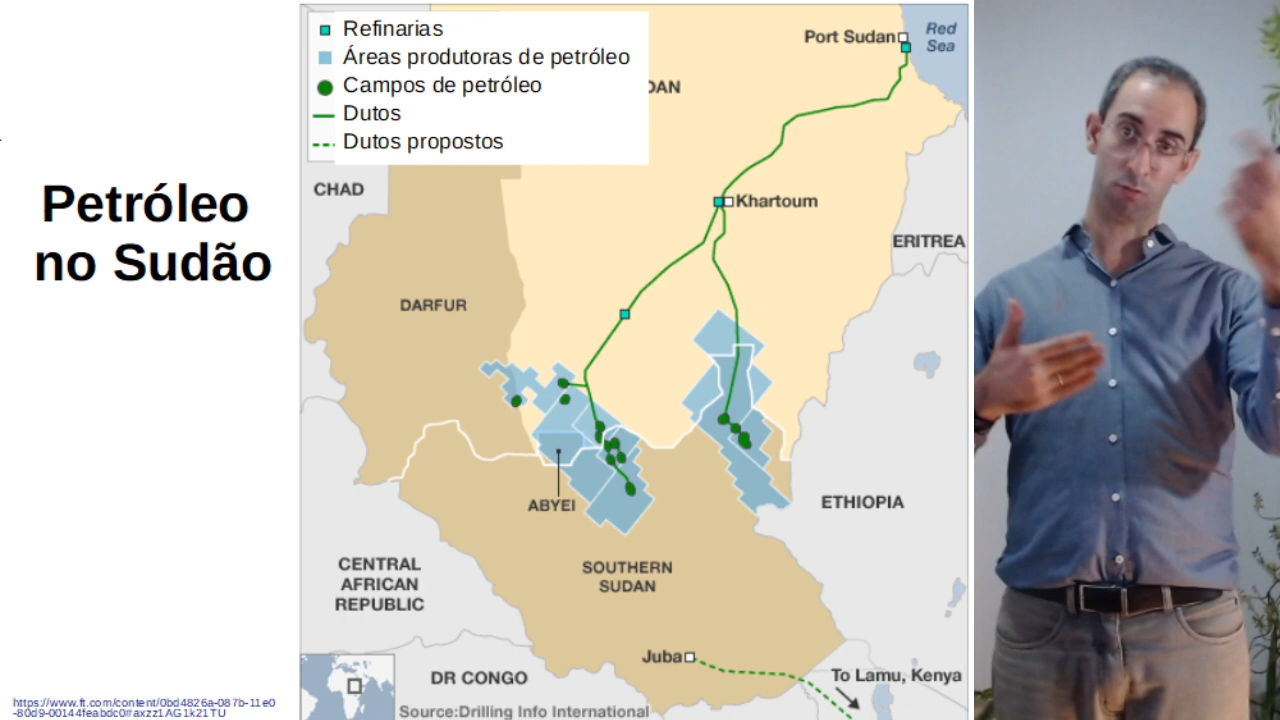 Petróleo
no Sudão
Refinarias
Áreas produtoras de petróleo
Campos de petróleo
Dutos
Dutos propostos
DAN
Port Sudan
Red
Sea
CHAD
Khartoum
ERITREA
DARFUR
ABYEI
ETHIOPIA
CENTRAL
AFRICAN
REPUBLIC
SOUTHERN
SUDAN
Juba
DR CONGO
To Lamu, Kenya
Source:Drilling Info International
https://www.ft.com/content/0bd4826a-087b-11e0
-80d9-00144feabdc0#axzz1AG1k21TU